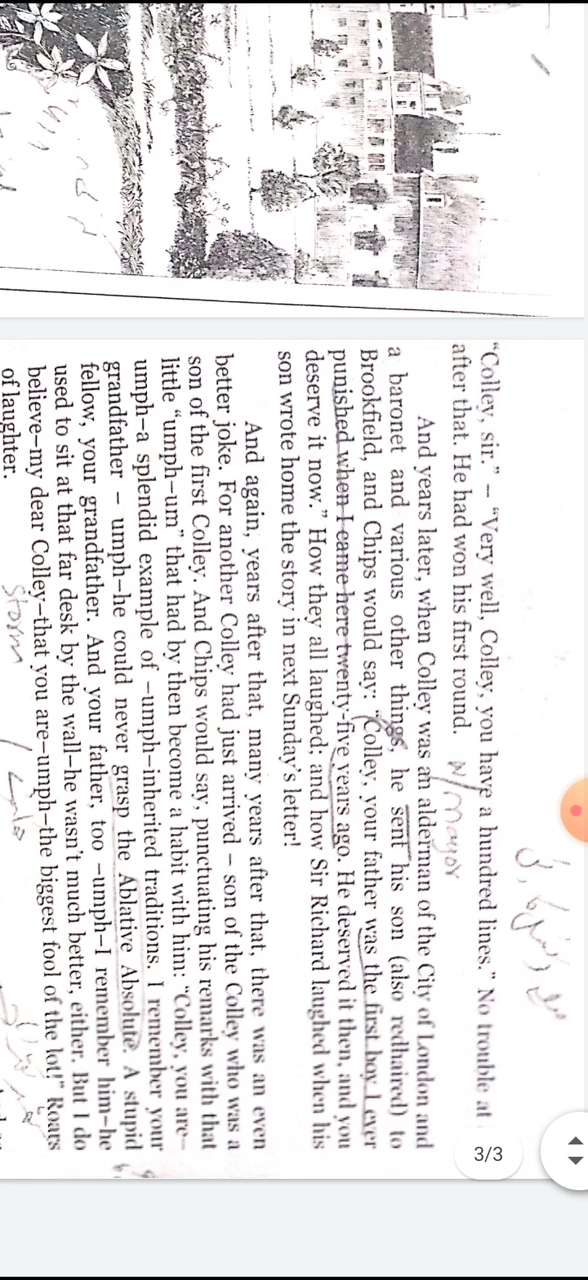 “Colley, sir.” – “Very well, Colley, you have a hundred lines.” No trouble at
after that. He had won his first round.
mayor
And years later, when Colley was an alderman of the City of London and
a baronet and various other things, he sent his son (also redhaired) to
Brookfield, and Chips would say: “Colley, your father was the first boy I ever
punished when I came here twenty-five years ago. He deserved it then, and you
deserve it now.” How they all laughed; and how Sir Richard laughed when his
son wrote home the story in next Sunday's letter!
And again, years after that, many years after that, there was an even
better joke. For another Colley had just arrived – son of the Colley who was a
son of the first Colley. And Chips would say, punctuating his remarks with that
little “umph-um” that had by then become a habit with him: “Colley, you are–
umph–a splendid example of –umph–inherited traditions. I remember your
grandfather – umph–he could never grasp the Ablative Absolute. A stupid
fellow, your grandfather. And your father, too –umph–I remember him–he
used to sit at that far desk by the wall–he wasn't much better, either. But I do
believe–my dear Colley–that you are–umph–the biggest fool of the lot!” Roars
of laughter.
Storm
3/3